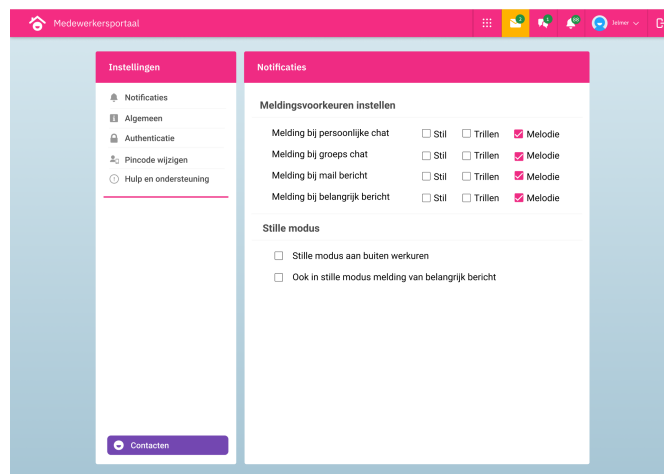 Medewerkersportaal
3
5
88
Jelmer
Instellingen
Notificaties
Algemeen
Authenticatie
Pincode wijzigen
Hulp en ondersteuning
Contacten
Notificaties
Meldingsvoorkeuren instellen
Melding bij persoonlijke chat Stil Trillen Melodie
Melding bij groeps chat Stil Trillen Melodie
Melding bij mail bericht Stil Trillen Melodie
Melding bij belangrijk bericht Stil Trillen Melodie
Stille modus
Stille modus aan buiten werkuren
Ook in stille modus melding van belangrijk bericht